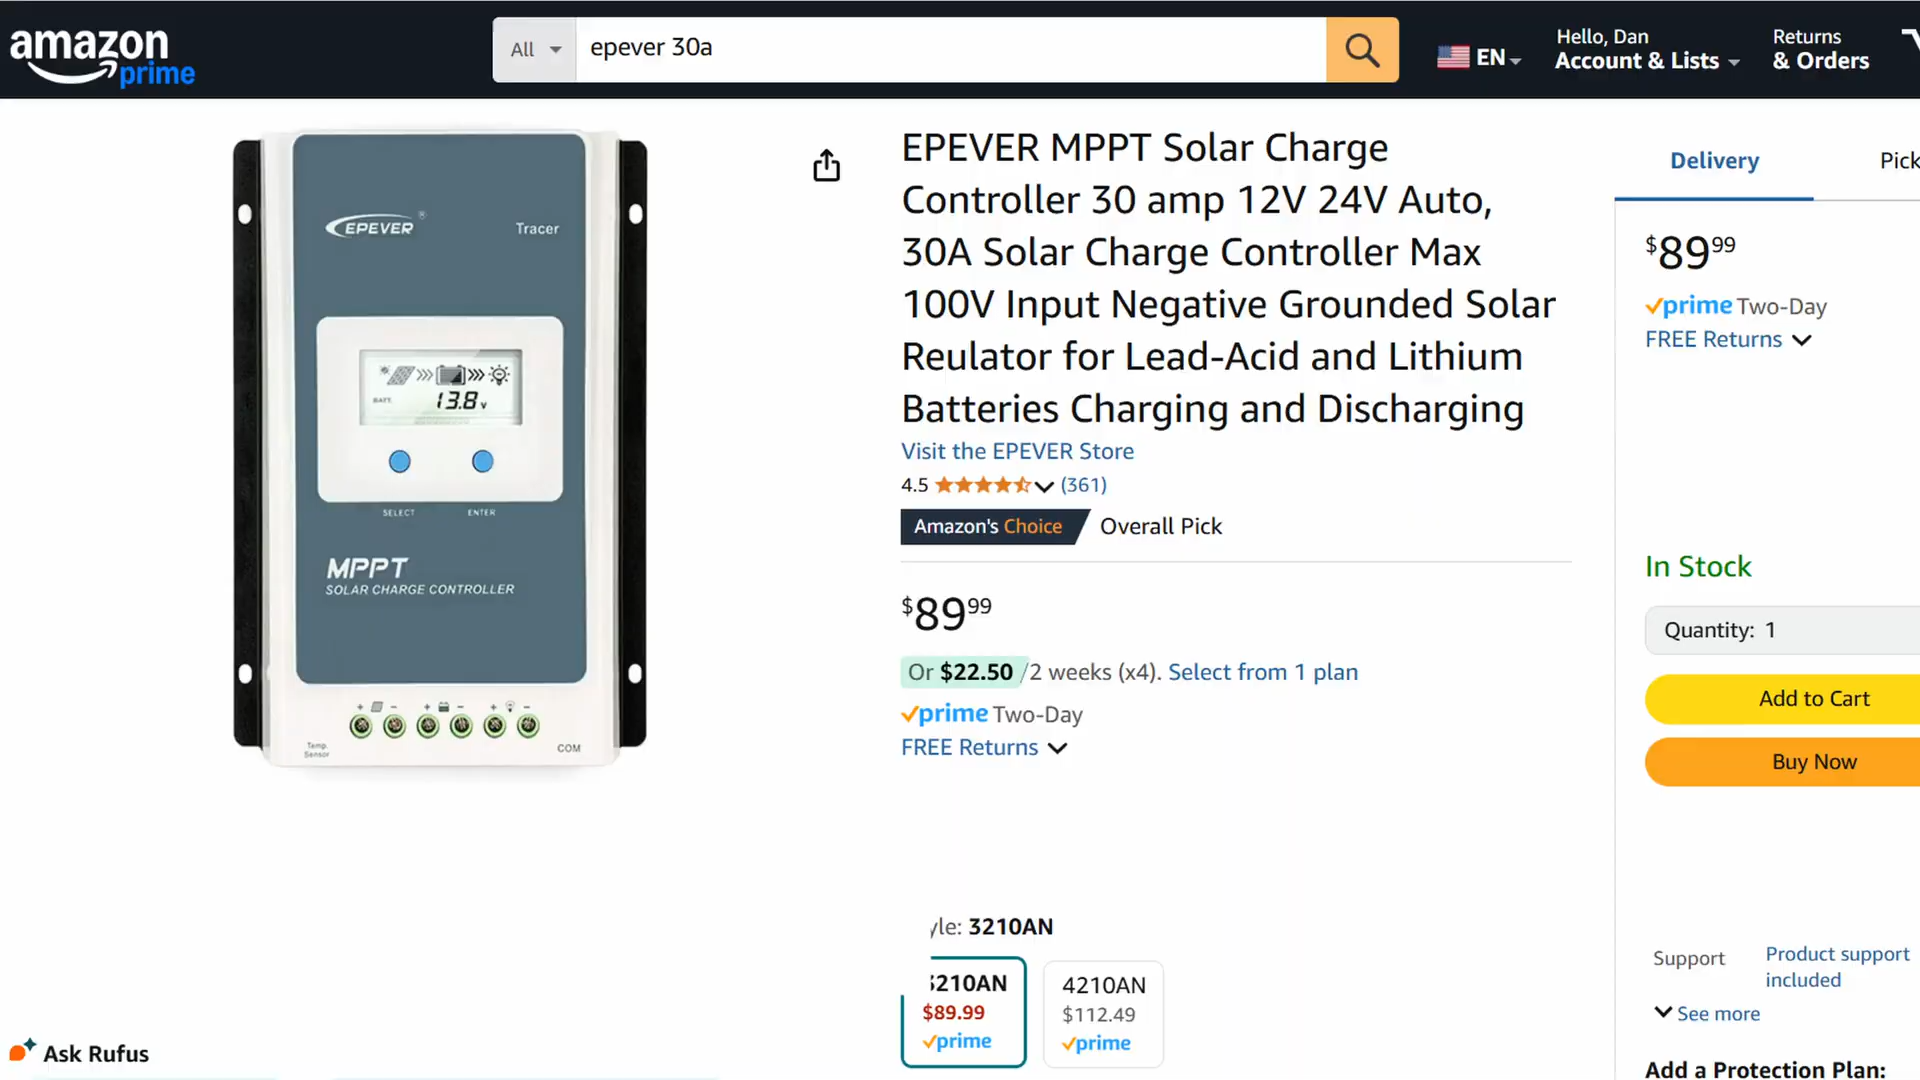 amazon
prime
All
epever 30a
EN
Hello, Dan
Account & Lists
Returns
& Orders
EPEVER
Tracer
BATT.
13.8 v
SELECT
ENTER
MPPT
SOLAR CHARGE CONTROLLER
+ − + − + −
Temp.
Sensor
COM
EPEVER MPPT Solar Charge
Controller 30 amp 12V 24V Auto,
30A Solar Charge Controller Max
100V Input Negative Grounded Solar
Reulator for Lead-Acid and Lithium
Batteries Charging and Discharging
Visit the EPEVER Store
4.5 (361)
Amazon's Choice Overall Pick
$89 99
Or $22.50 /2 weeks (x4). Select from 1 plan
prime Two-Day
FREE Returns
yle: 3210AN
3210AN
$89.99
prime
4210AN
$112.49
prime
Delivery
Pick
$89 99
prime Two-Day
FREE Returns
In Stock
Quantity: 1
Add to Cart
Buy Now
Support
Product support
included
See more
Add a Protection Plan:
Ask Rufus